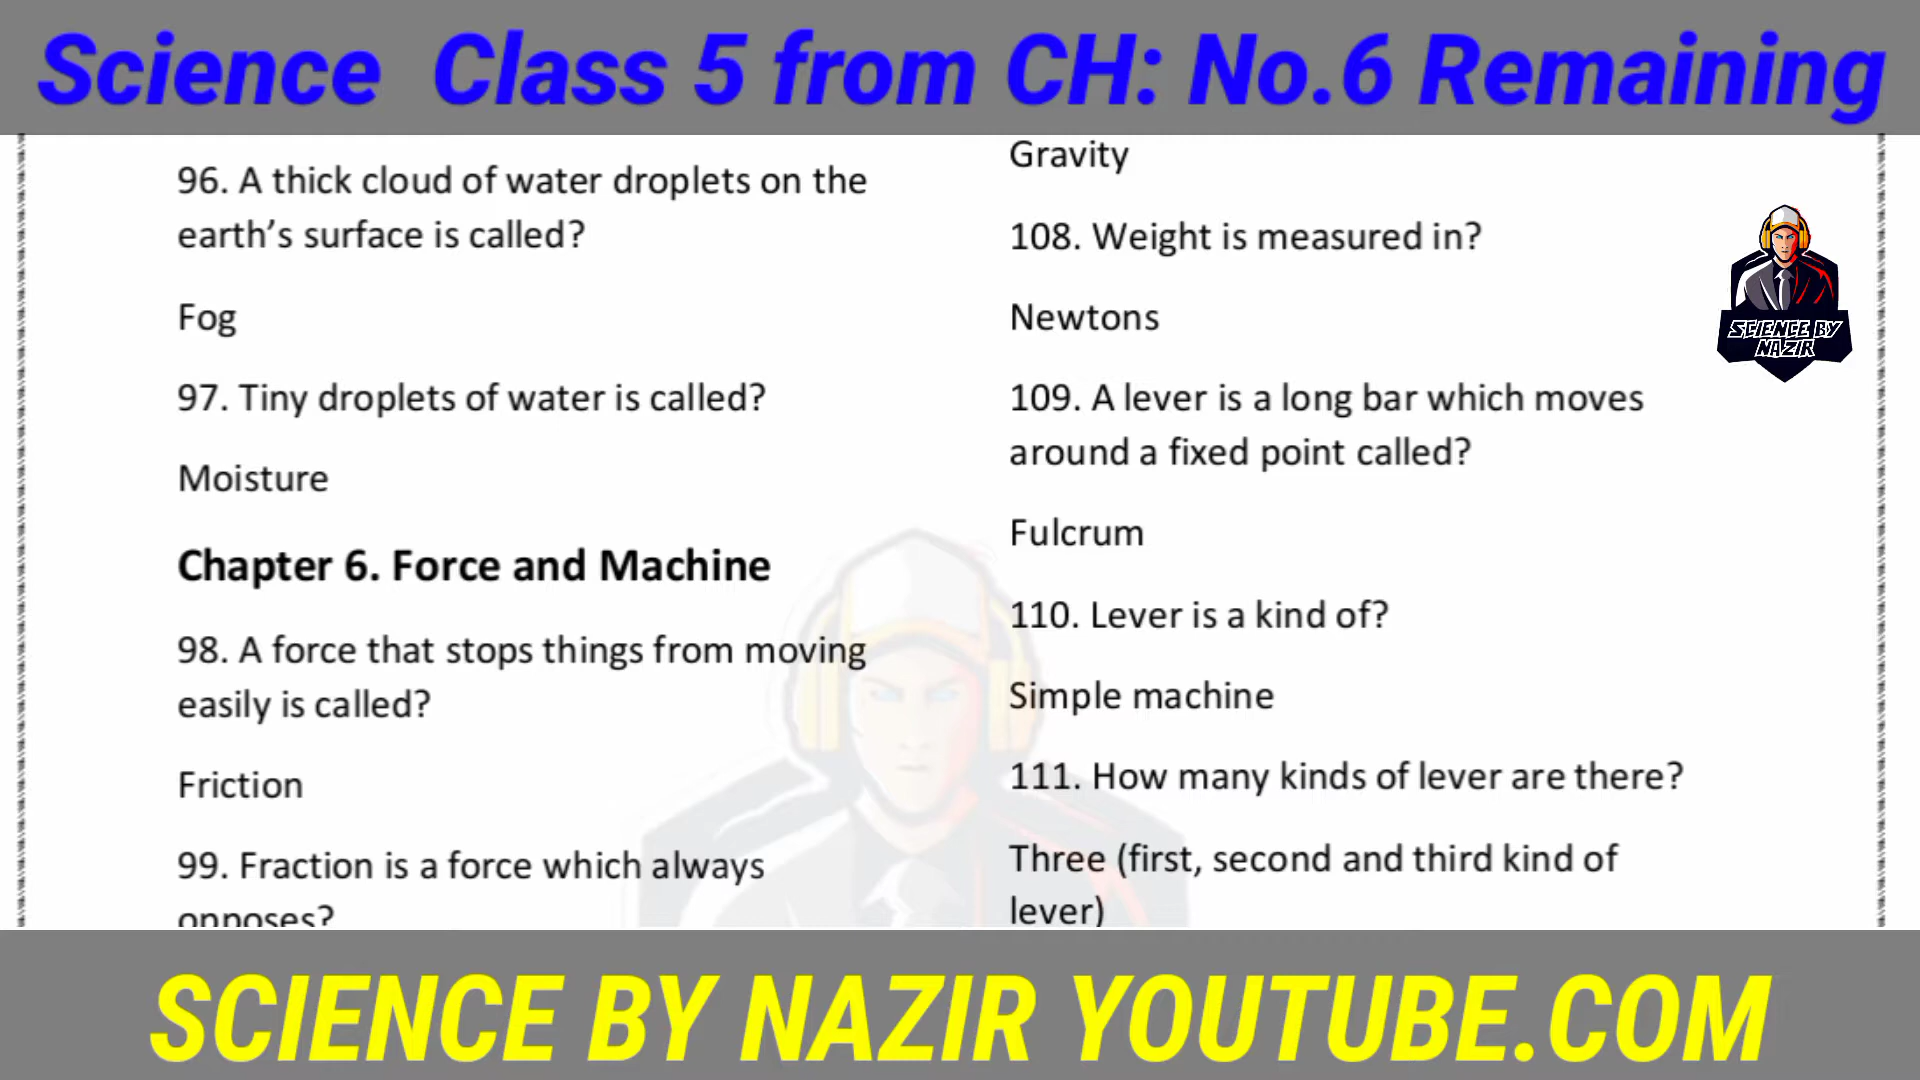 Science Class 5 from CH: No.6 Remaining
96. A thick cloud of water droplets on the
earth’s surface is called?
Fog
97. Tiny droplets of water is called?
Moisture
Chapter 6. Force and Machine
98. A force that stops things from moving
easily is called?
Friction
99. Fraction is a force which always
opposes?
Gravity
108. Weight is measured in?
Newtons
109. A lever is a long bar which moves
around a fixed point called?
Fulcrum
110. Lever is a kind of?
Simple machine
111. How many kinds of lever are there?
Three (first, second and third kind of
lever)
SCIENCE BY
NAZIR
SCIENCE BY NAZIR YOUTUBE.COM